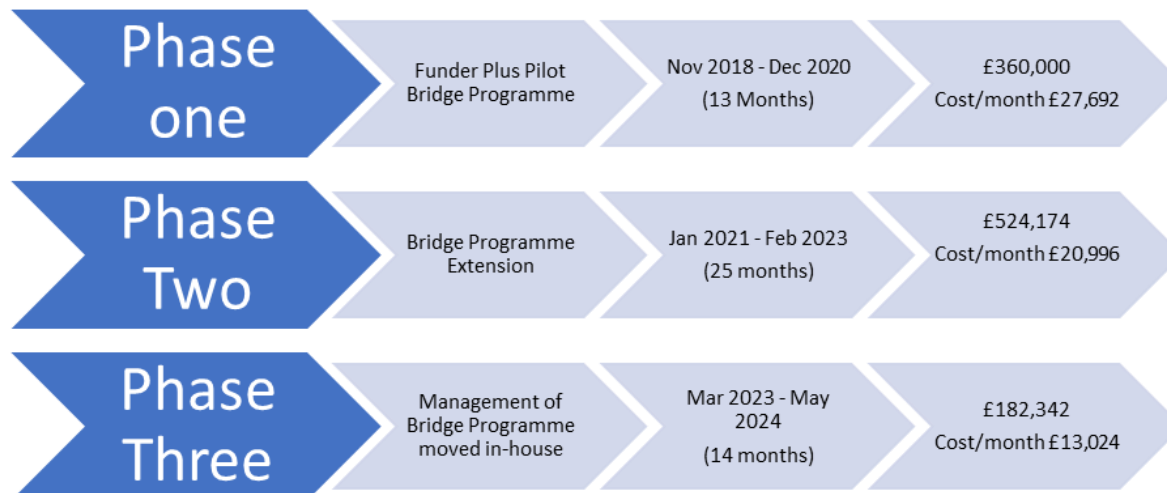 Phase
one
Funder Plus Pilot
Bridge Programme
Nov 2018 - Dec 2020
(13 Months)
£360,000
Cost/month £27,692
Phase
Two
Bridge Programme
Extension
Jan 2021 - Feb 2023
(25 months)
£524,174
Cost/month £20,996
Phase
Three
Management of
Bridge Programme
moved in-house
Mar 2023 - May
2024
(14 months)
£182,342
Cost/month £13,024